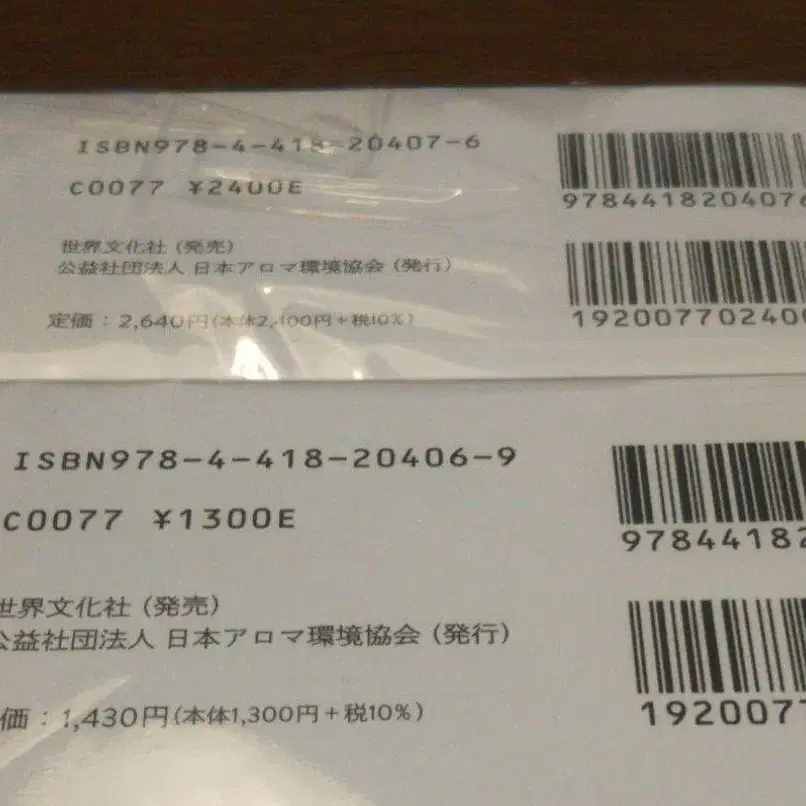 ISBN978-4-418-20407-6
C0077 ¥2400E
9784418204076
世界文化社（発売）
公益社団法人 日本アロマ環境協会（発行）
192007702400
定価：2,640円（本体2,400円＋税10%）
ISBN978-4-418-20406-9
C0077 ¥1300E
97844182
世界文化社（発売）
公益社団法人 日本アロマ環境協会（発行）
192007
価：1,430円（本体1,300円＋税10%）